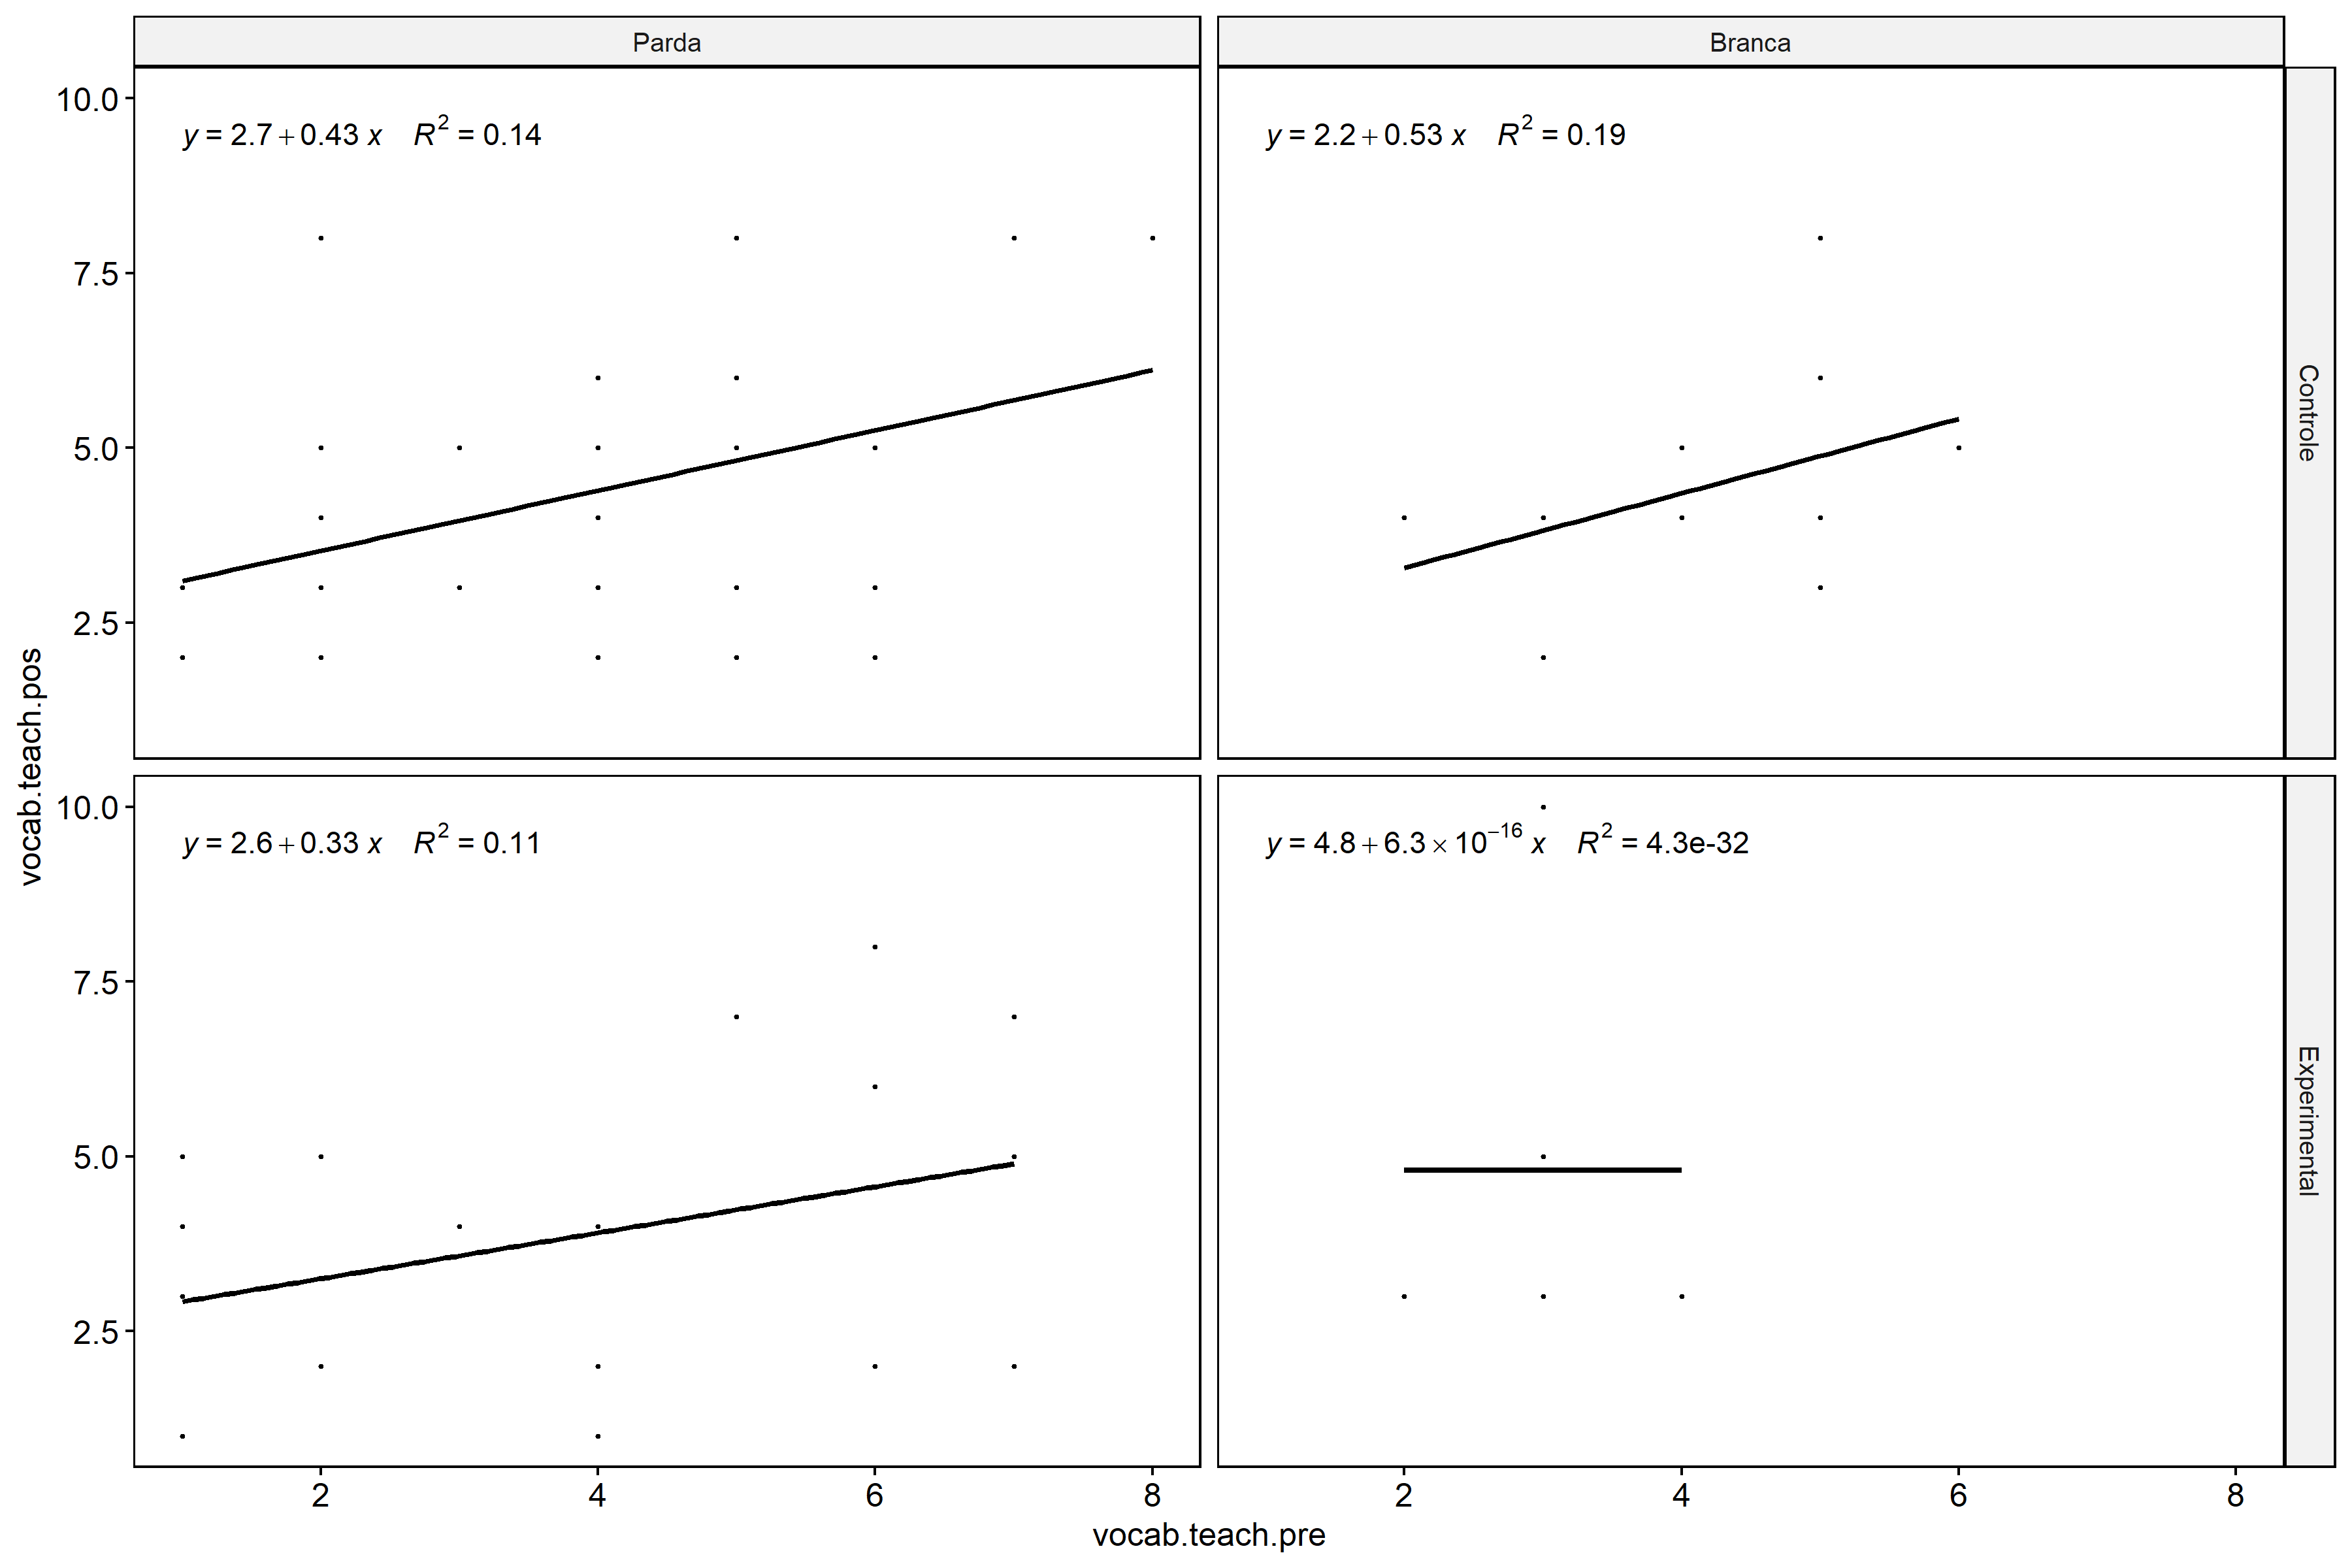 Parda
Branca
10.0
7.5
5.0
2.5
y = 2.7 + 0.43 x R² = 0.14
y = 2.2 + 0.53 x R² = 0.19
Controle
vocab.teach.pos
10.0
7.5
5.0
2.5
y = 2.6 + 0.33 x R² = 0.11
y = 4.8 + 6.3 × 10⁻¹⁶ x R² = 4.3e-32
Experimental
2 4 6 8
2 4 6 8
vocab.teach.pre